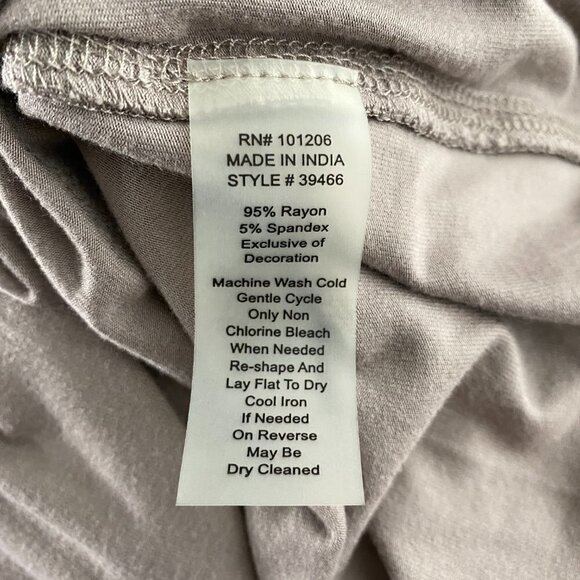 RN# 101206
MADE IN INDIA
STYLE # 39466
95% Rayon
5% Spandex
Exclusive of
Decoration
Machine Wash Cold
Gentle Cycle
Only Non
Chlorine Bleach
When Needed
Re-shape And
Lay Flat To Dry
Cool Iron
If Needed
On Reverse
May Be
Dry Cleaned